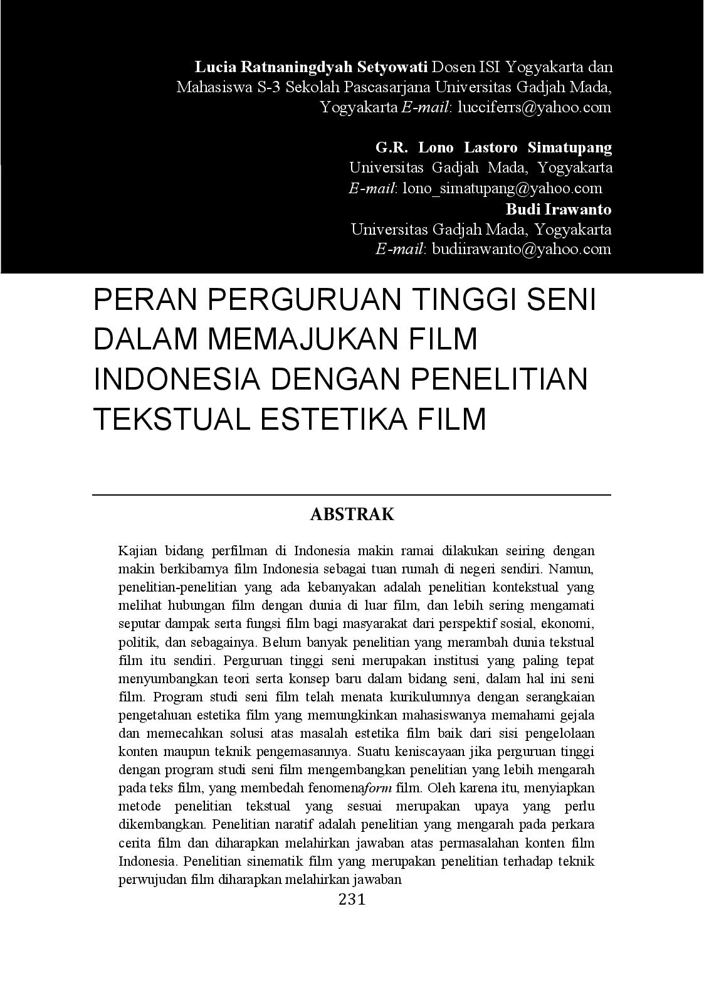 Lucia Ratnaningdyah Setyowati Dosen ISI Yogyakarta dan
Mahasiswa S-3 Sekolah Pascasarjana Universitas Gadjah Mada,
Yogyakarta E-mail: lucciferrs@yahoo.com
G.R. Lono Lastoro Simatupang
Universitas Gadjah Mada, Yogyakarta
E-mail: lono_simatupang@yahoo.com
Budi Irawanto
Universitas Gadjah Mada, Yogyakarta
E-mail: budiirawanto@yahoo.com
PERAN PERGURUAN TINGGI SENI
DALAM MEMAJUKAN FILM
INDONESIA DENGAN PENELITIAN
TEKSTUAL ESTETIKA FILM
ABSTRAK
Kajian bidang perfilman di Indonesia makin ramai dilakukan seiring dengan
makin berkibarnya film Indonesia sebagai tuan rumah di negeri sendiri. Namun,
penelitian-penelitian yang ada kebanyakan adalah penelitian kontekstual yang
melihat hubungan film dengan dunia di luar film, dan lebih sering mengamati
seputar dampak serta fungsi film bagi masyarakat dari perspektif sosial, ekonomi,
politik, dan sebagainya. Belum banyak penelitian yang merambah dunia tekstual
film itu sendiri. Perguruan tinggi seni merupakan institusi yang paling tepat
menyumbangkan teori serta konsep baru dalam bidang seni, dalam hal ini seni
film. Program studi seni film telah menata kurikulumnya dengan serangkaian
pengetahuan estetika film yang memungkinkan mahasiswanya memahami gejala
dan memecahkan solusi atas masalah estetika film baik dari sisi pengelolaan
konten maupun teknik pengemasannya. Suatu keniscayaan jika perguruan tinggi
dengan program studi seni film mengembangkan penelitian yang lebih mengarah
pada teks film, yang membedah fenomenaform film. Oleh karena itu, menyiapkan
metode penelitian tekstual yang sesuai merupakan upaya yang perlu
dikembangkan. Penelitian naratif adalah penelitian yang mengarah pada perkara
cerita film dan diharapkan melahirkan jawaban atas permasalahan konten film
Indonesia. Penelitian sinematik film yang merupakan penelitian terhadap teknik
perwujudan film diharapkan melahirkan jawaban
231